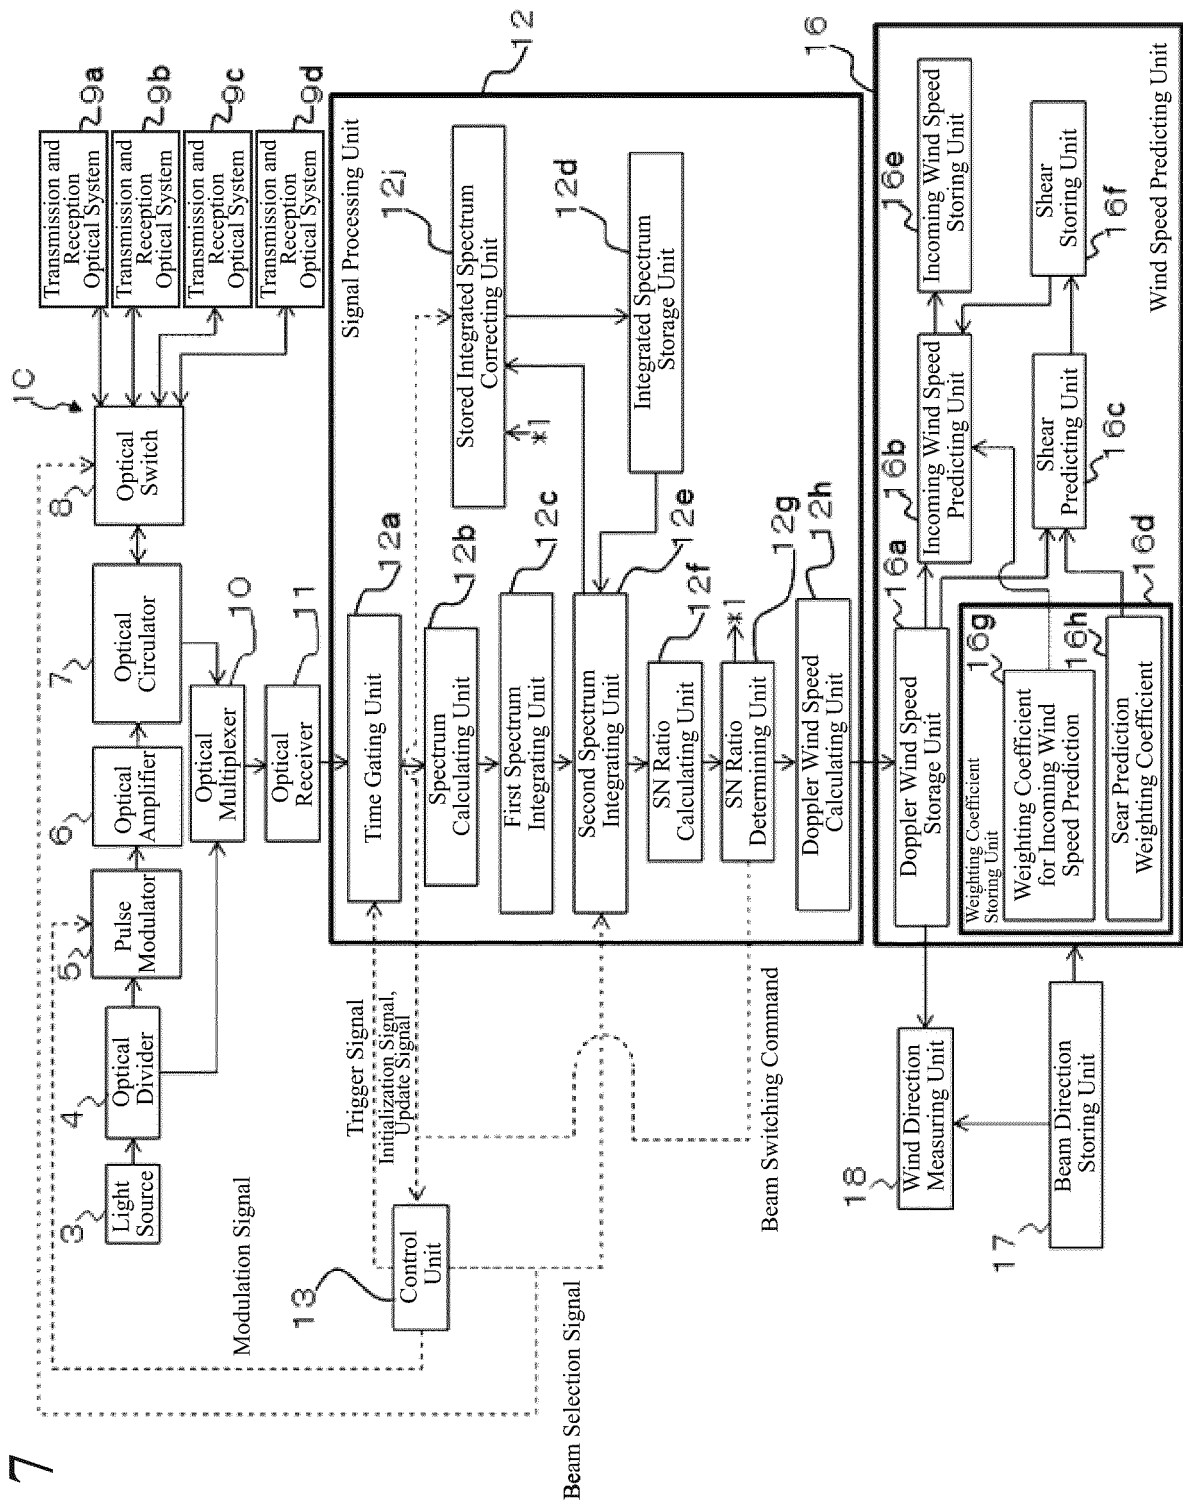 7
1C
3
Light
Source
4
Optical
Divider
5
Pulse
Modulator
6
Optical
Amplifier
7
Optical
Circulator
8
Optical
Switch
Transmission and
Reception
Optical System
9a
Transmission and
Reception
Optical System
9b
Transmission and
Reception
Optical System
9c
Transmission and
Reception
Optical System
9d
Optical
Multiplexer
10
Optical
Receiver
11
Modulation Signal
13
Control
Unit
Trigger Signal
Initialization Signal,
Update Signal
Beam Selection Signal
Beam Switching Command
Signal Processing Unit
12
Time Gating Unit
12a
Spectrum
Calculating Unit
12b
First Spectrum
Integrating Unit
12c
Second Spectrum
Integrating Unit
12e
SN Ratio
Calculating Unit
12f
SN Ratio
Determining Unit
12g
*1
Doppler Wind Speed
Calculating Unit
12h
Stored Integrated Spectrum
Correcting Unit
12j
*1
Integrated Spectrum
Storage Unit
12d
16
Wind Speed Predicting Unit
Doppler Wind Speed
Storage Unit
16a
Incoming Wind Speed
Predicting Unit
16b
Incoming Wind Speed
Storing Unit
16e
Shear
Predicting Unit
16c
Shear
Storing Unit
16f
Weighting Coefficient
Storing Unit
16d
Weighting Coefficient
for Incoming Wind
Speed Prediction
16g
Sear Prediction
Weighting Coefficient
16h
18
Wind Direction
Measuring Unit
17
Beam Direction
Storing Unit